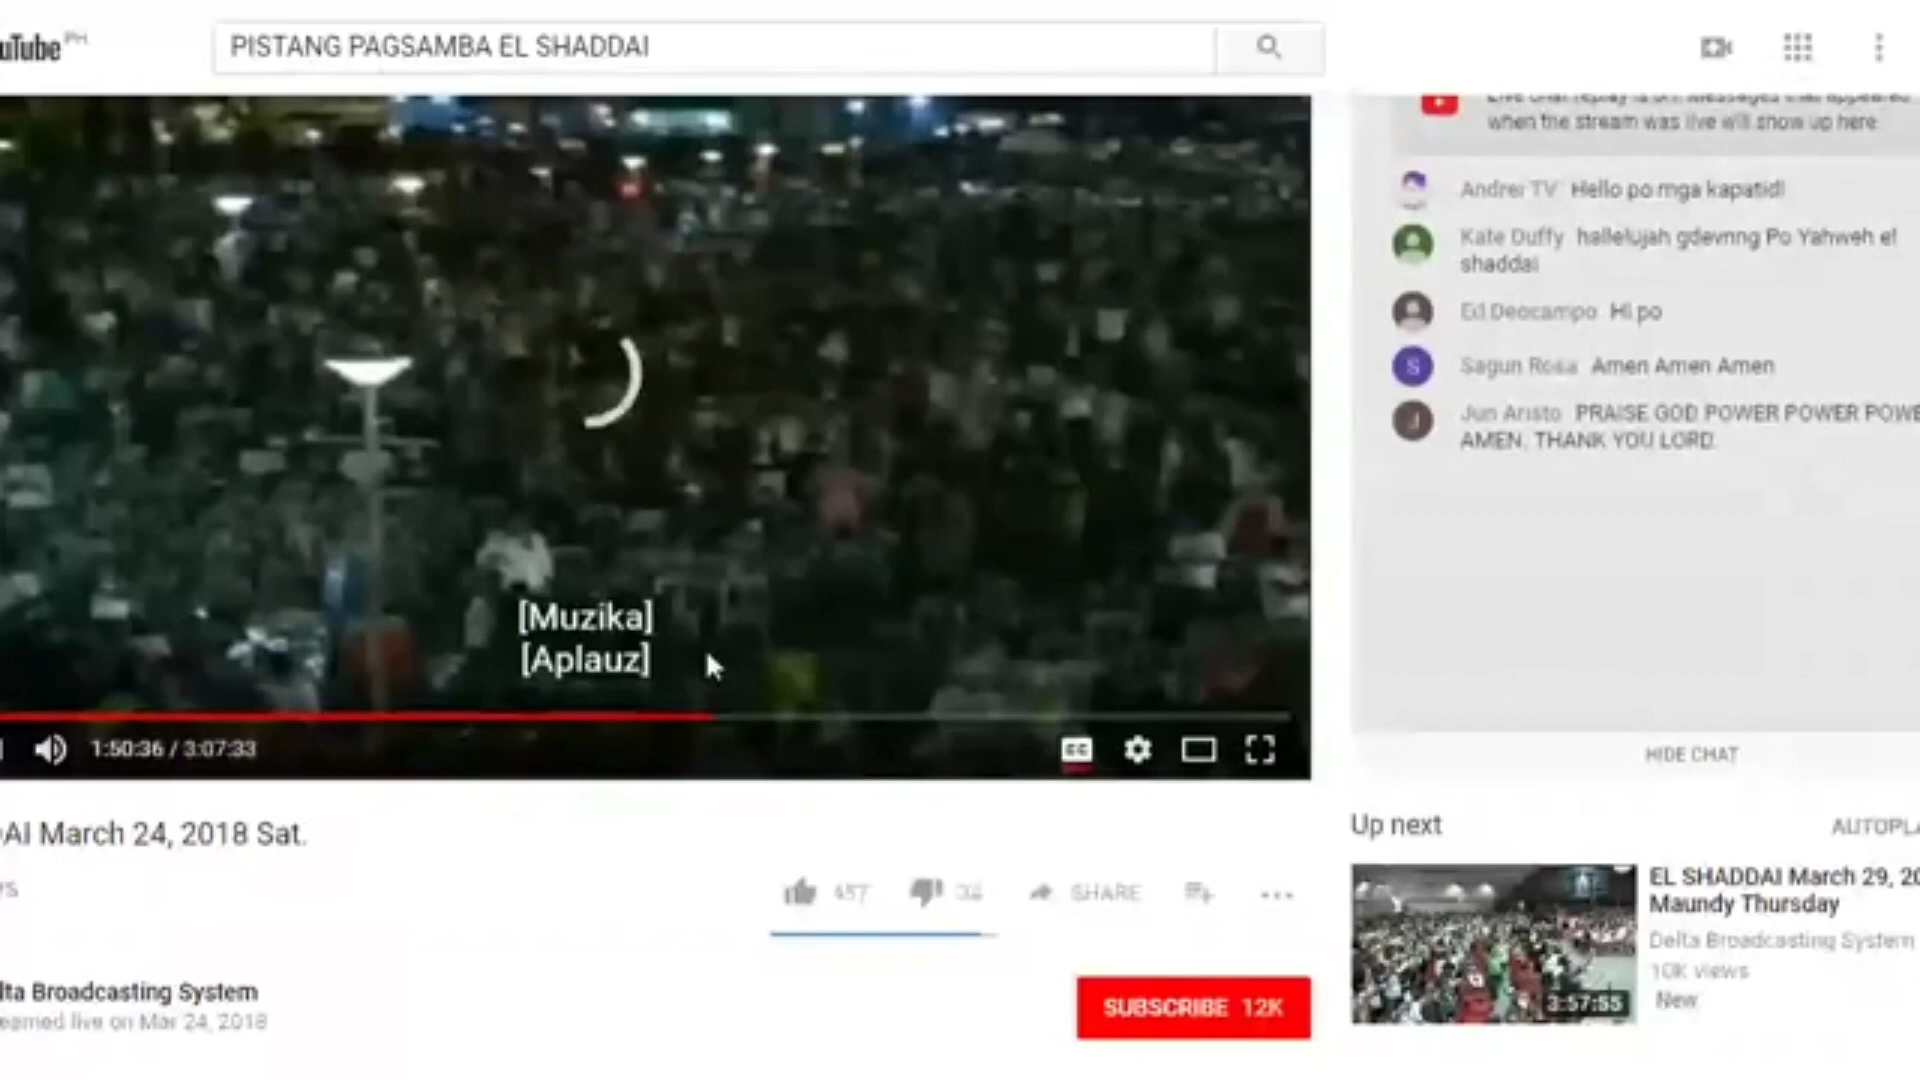 uTube PH
PISTANG PAGSAMBA EL SHADDAI
when the stream was live will show up here.
Andrei TV Hello po mga kapatid!
Kate Duffy hallelujah gdevnng Po Yahweh el
shaddai
Ed Deocampo Hi po
Sagun Rosa Amen Amen Amen
Jun Aristo PRAISE GOD POWER POWER POWE
AMEN. THANK YOU LORD.
[Muzika]
[Aplauz]
1:50:36 / 3:07:33
HIDE CHAT
AI March 24, 2018 Sat.
457 SHARE
lta Broadcasting System
eamed live on Mar 24, 2018
SUBSCRIBE 12K
Up next
AUTOPLA
EL SHADDAI March 29, 20
Maundy Thursday
Delta Broadcasting System
10K views
New
3:57:55